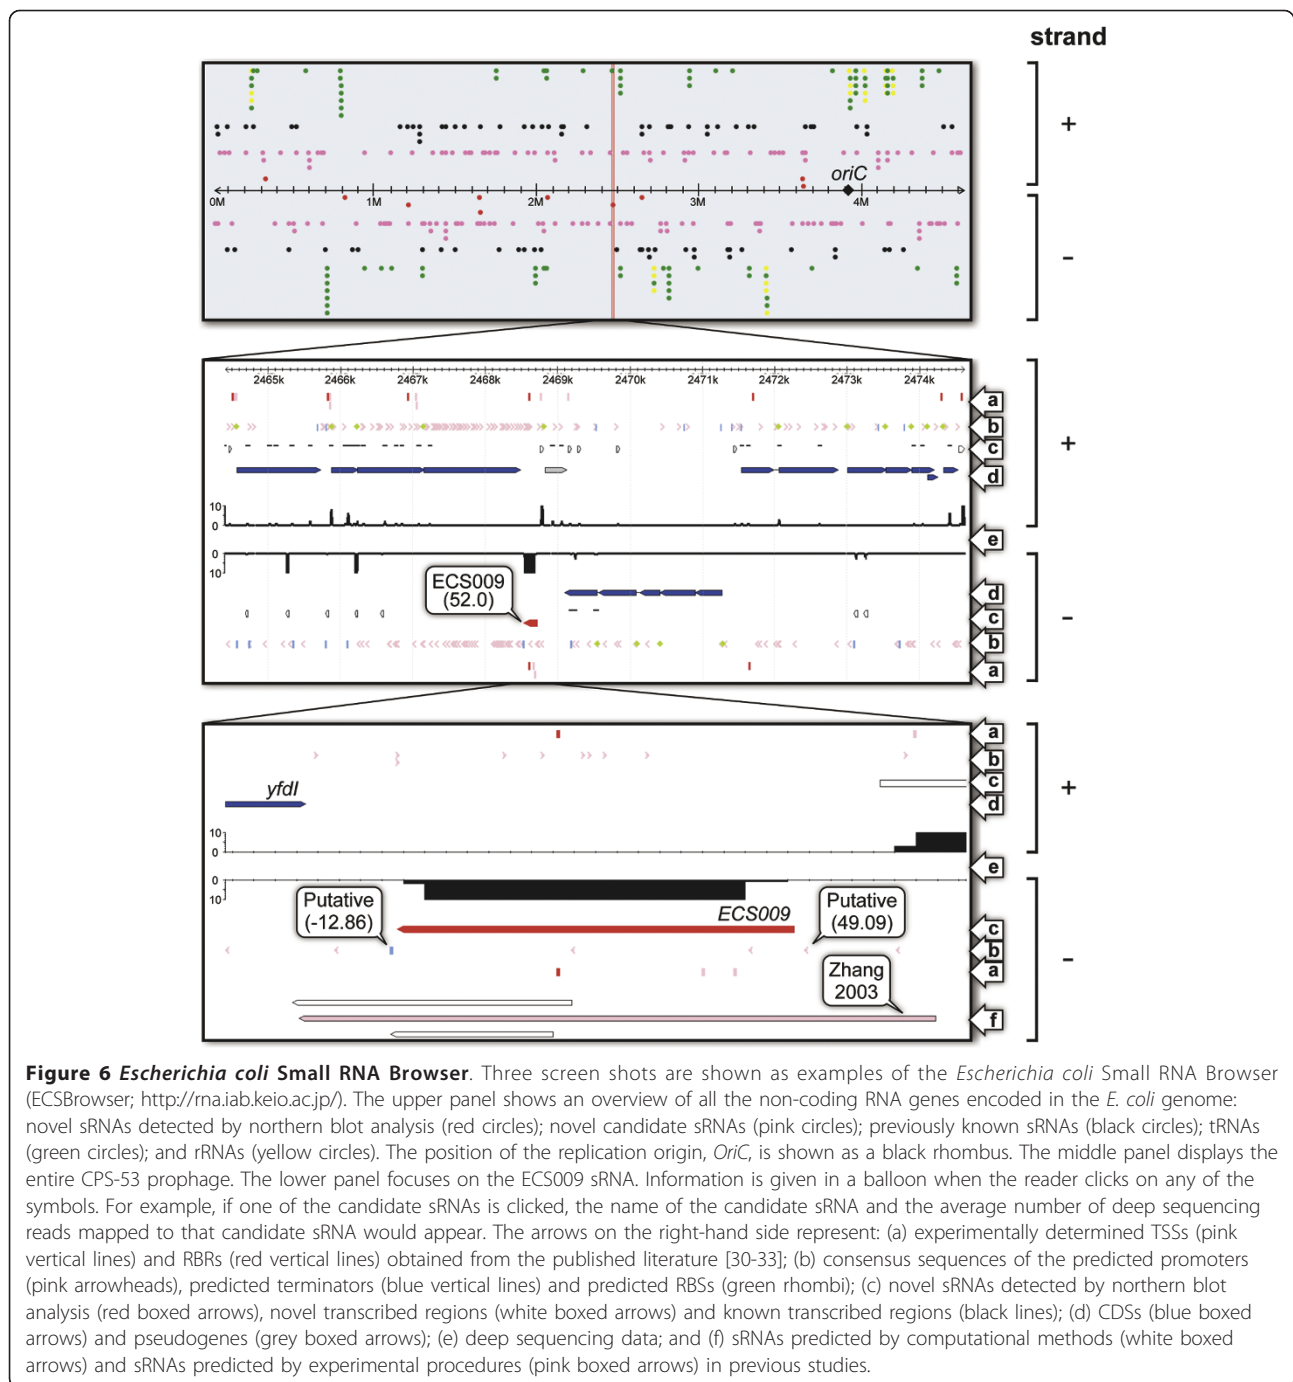 strand
oriC
+
0M 1M 2M 3M 4M
-
2465k 2466k 2467k 2468k 2469k 2470k 2471k 2472k 2473k 2474k
a
b
+
c
d
10
0
e
0
10
ECS009
(52.0)
d
c
-
b
a
a
b
c
+
yfdI
d
10
0
e
0
10
Putative
(-12.86)
ECS009
Putative
(49.09)
c
b
-
a
Zhang
2003
f
Figure 6 Escherichia coli Small RNA Browser. Three screen shots are shown as examples of the Escherichia coli Small RNA Browser
(ECSBrowser; http://rna.iab.keio.ac.jp/). The upper panel shows an overview of all the non-coding RNA genes encoded in the E. coli genome:
novel sRNAs detected by northern blot analysis (red circles); novel candidate sRNAs (pink circles); previously known sRNAs (black circles); tRNAs
(green circles); and rRNAs (yellow circles). The position of the replication origin, OriC, is shown as a black rhombus. The middle panel displays the
entire CPS-53 prophage. The lower panel focuses on the ECS009 sRNA. Information is given in a balloon when the reader clicks on any of the
symbols. For example, if one of the candidate sRNAs is clicked, the name of the candidate sRNA and the average number of deep sequencing
reads mapped to that candidate sRNA would appear. The arrows on the right-hand side represent: (a) experimentally determined TSSs (pink
vertical lines) and RBRs (red vertical lines) obtained from the published literature [30-33]; (b) consensus sequences of the predicted promoters
(pink arrowheads), predicted terminators (blue vertical lines) and predicted RBSs (green rhombi); (c) novel sRNAs detected by northern blot
analysis (red boxed arrows), novel transcribed regions (white boxed arrows) and known transcribed regions (black lines); (d) CDSs (blue boxed
arrows) and pseudogenes (grey boxed arrows); (e) deep sequencing data; and (f) sRNAs predicted by computational methods (white boxed
arrows) and sRNAs predicted by experimental procedures (pink boxed arrows) in previous studies.